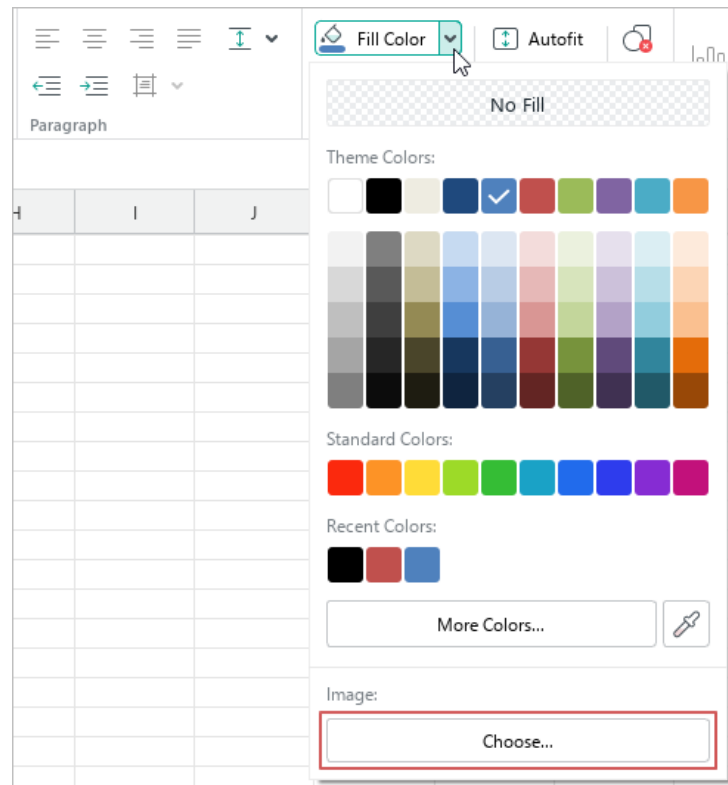 Fill Color
Autofit
Paragraph
No Fill
Theme Colors:
H I J
Standard Colors:
Recent Colors:
More Colors...
Image:
Choose...